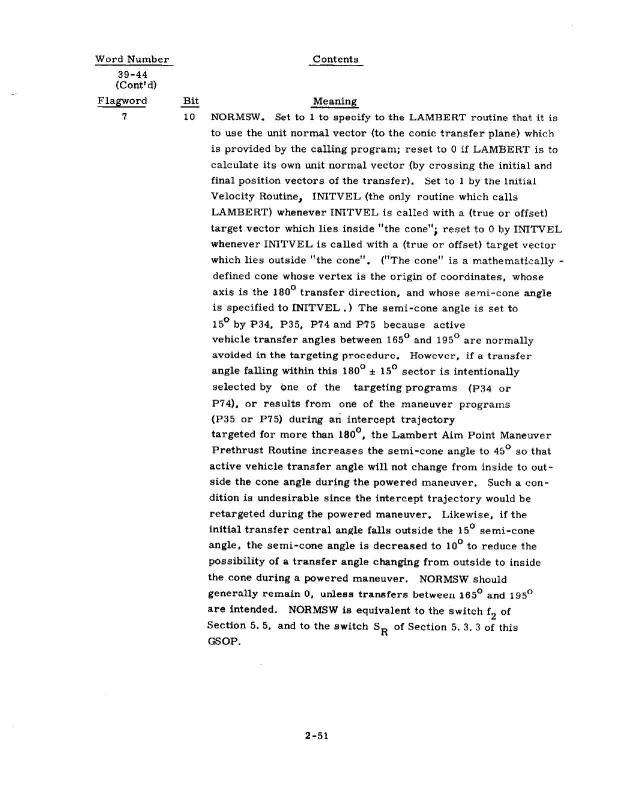 Word Number Contents
39-44
(Cont'd)
Flagword Bit Meaning
7 10 NORMSW. Set to 1 to specify to the LAMBERT routine that it is
to use the unit normal vector (to the conic transfer plane) which
is provided by the calling program; reset to 0 if LAMBERT is to
calculate its own unit normal vector (by crossing the initial and
final position vectors of the transfer). Set to 1 by the Initial
Velocity Routine, INITVEL (the only routine which calls
LAMBERT) whenever INITVEL is called with a (true or offset)
target vector which lies inside "the cone"; reset to 0 by INITVEL
whenever INITVEL is called with a (true or offset) target vector
which lies outside "the cone". ("The cone" is a mathematically -
defined cone whose vertex is the origin of coordinates, whose
axis is the 180° transfer direction, and whose semi-cone angle
is specified to INITVEL.) The semi-cone angle is set to
15° by P34, P35, P74 and P75 because active
vehicle transfer angles between 165° and 195° are normally
avoided in the targeting procedure. However, if a transfer
angle falling within this 180° ± 15° sector is intentionally
selected by one of the targeting programs (P34 or
P74), or results from one of the maneuver programs
(P35 or P75) during an intercept trajectory
targeted for more than 180°, the Lambert Aim Point Maneuver
Prethrust Routine increases the semi-cone angle to 45° so that
active vehicle transfer angle will not change from inside to out-
side the cone angle during the powered maneuver. Such a con-
dition is undesirable since the intercept trajectory would be
retargeted during the powered maneuver. Likewise, if the
initial transfer central angle falls outside the 15° semi-cone
angle, the semi-cone angle is decreased to 10° to reduce the
possibility of a transfer angle changing from outside to inside
the cone during a powered maneuver. NORMSW should
generally remain 0, unless transfers between 165° and 195°
are intended. NORMSW is equivalent to the switch f₂ of
Section 5.5, and to the switch S_R of Section 5.3.3 of this
GSOP.
2-51